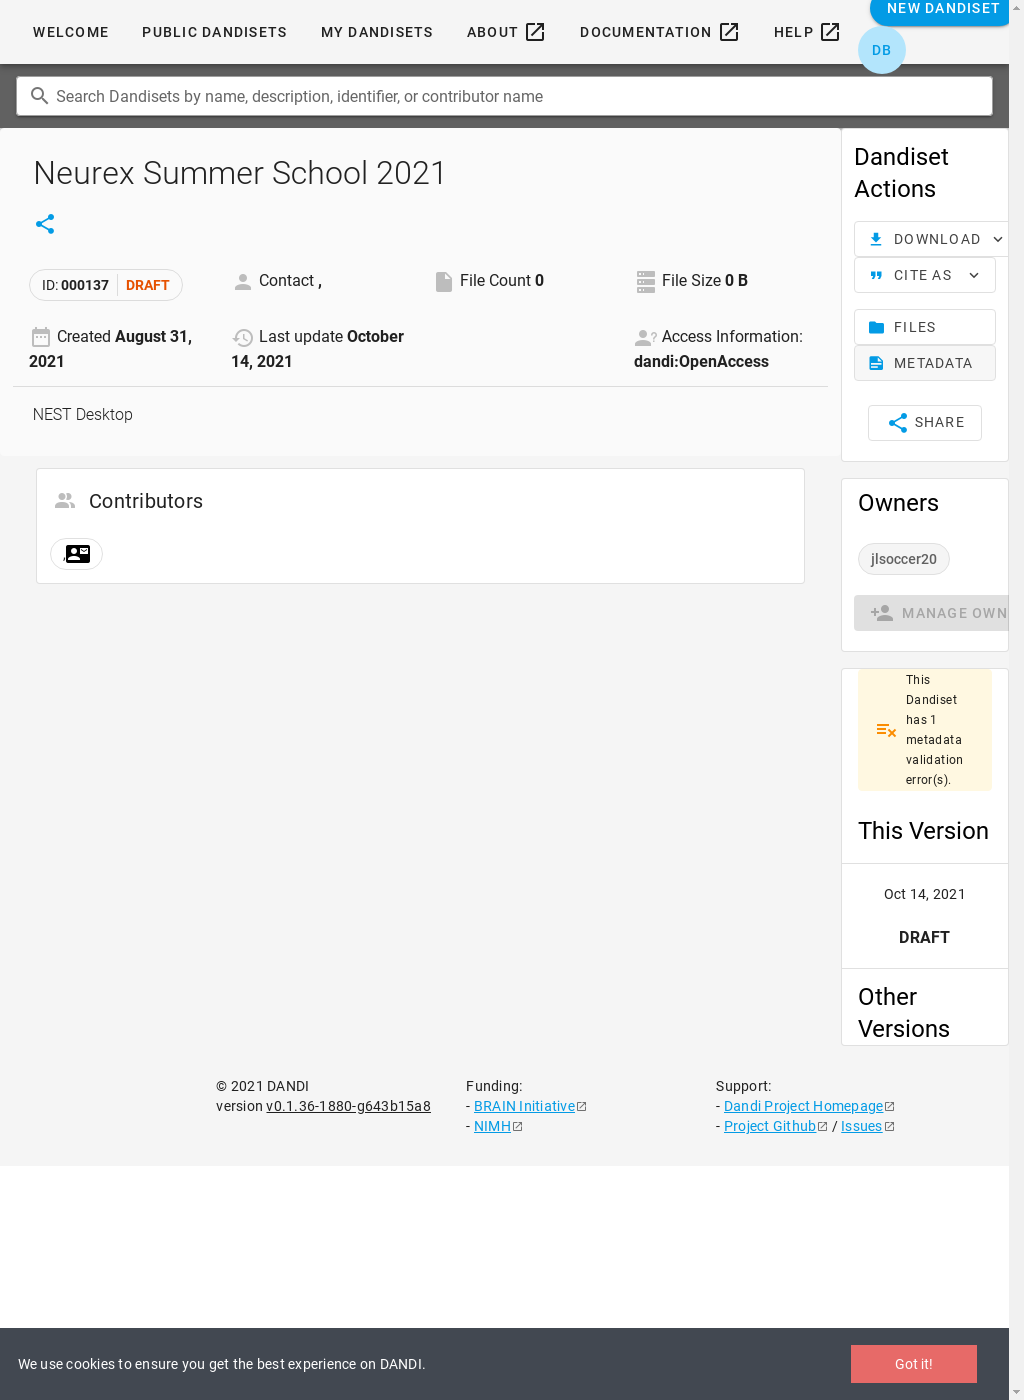 WELCOME
PUBLIC DANDISETS
MY DANDISETS
ABOUT
DOCUMENTATION
HELP
NEW DANDISET
DB
Search Dandisets by name, description, identifier, or contributor name
Neurex Summer School 2021
ID: 000137 DRAFT
Contact ,
File Count 0
File Size 0 B
Created August 31,
2021
Last update October
14, 2021
Access Information:
dandi:OpenAccess
NEST Desktop
Contributors
,
Dandiset
Actions
DOWNLOAD
CITE AS
FILES
METADATA
SHARE
Owners
jlsoccer20
MANAGE OWN
This
Dandiset
has 1
metadata
validation
error(s).
This Version
Oct 14, 2021
DRAFT
Other
Versions
© 2021 DANDI
version v0.1.36-1880-g643b15a8
Funding:
- BRAIN Initiative
- NIMH
Support:
- Dandi Project Homepage
- Project Github / Issues
We use cookies to ensure you get the best experience on DANDI.
Got it!